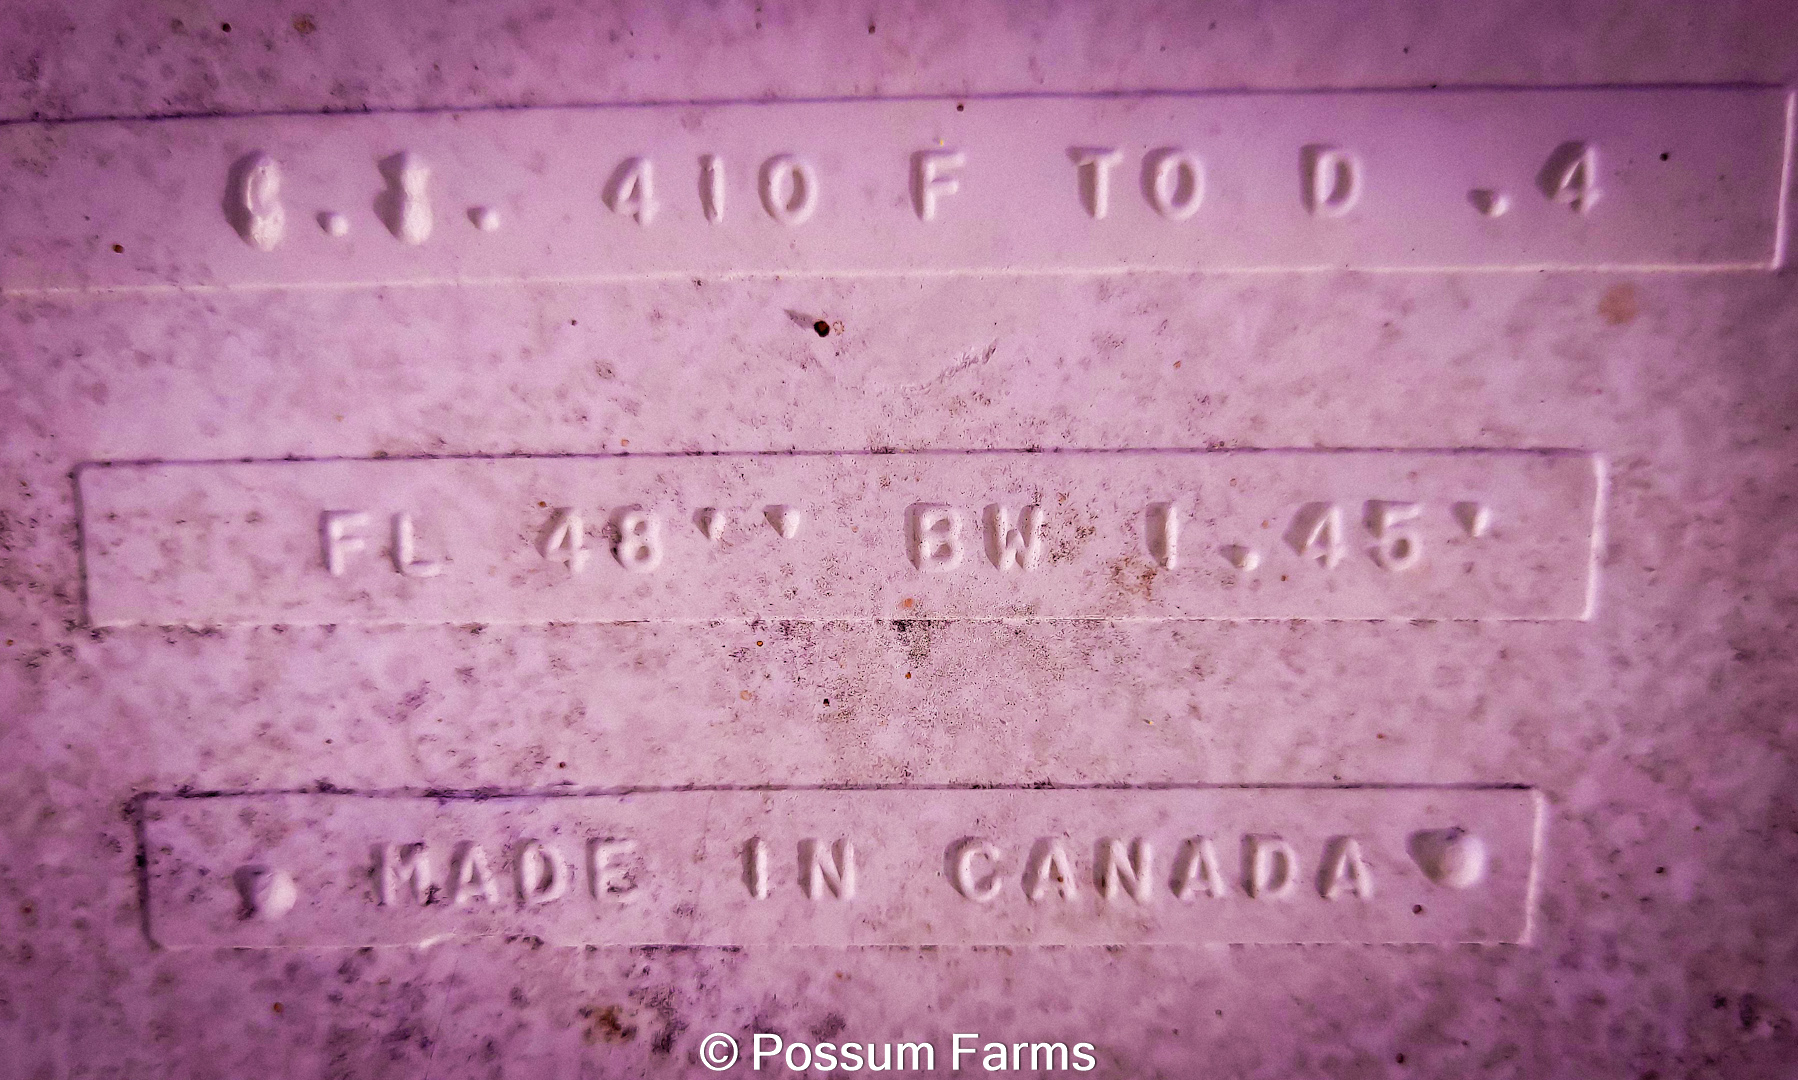 410 F TO D .4
FL 48'' BW 1.45'
MADE IN CANADA
© Possum Farms